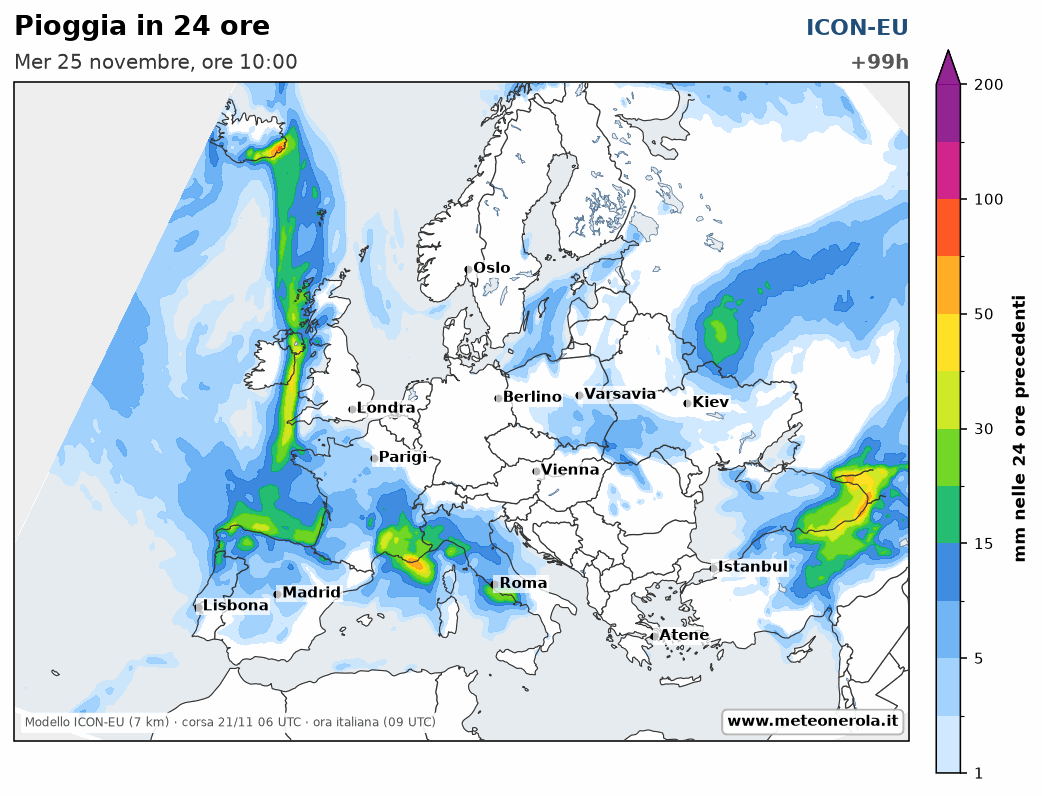 Pioggia in 24 ore
ICON-EU
Mer 25 novembre, ore 10:00
+99h
200
100
50
30
15
5
1
mm nelle 24 ore precedenti
Oslo
Berlino
Varsavia
Kiev
Londra
Parigi
Vienna
Istanbul
Roma
Madrid
Lisbona
Atene
Modello ICON-EU (7 km) · corsa 21/11 06 UTC · ora italiana (09 UTC)
www.meteonerola.it